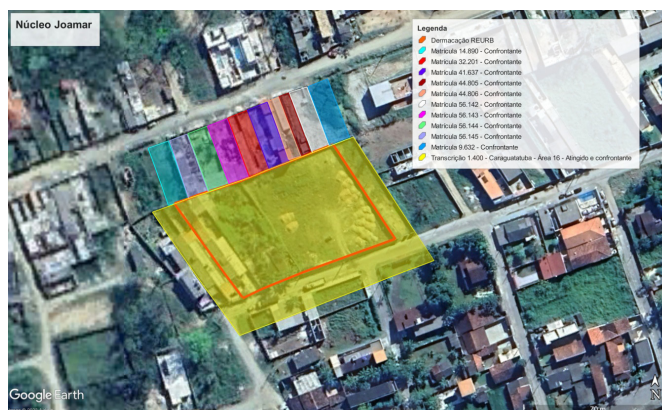 Núcleo Joamar
Legenda
Dermacação REURB
Matrícula 14.890 - Confrontante
Matrícula 32.201 - Confrontante
Matrícula 41.637 - Confrontante
Matrícula 44.805 - Confrontante
Matrícula 44.806 - Confrontante
Matrícula 56.142 - Confrontante
Matrícula 56.143 - Confrontante
Matrícula 56.144 - Confrontante
Matrícula 56.145 - Confrontante
Matrícula 9.632 - Confrontante
Transcrição 1.400 - Caraguatatuba - Área 16 - Atingido e confrontante
Google Earth
N